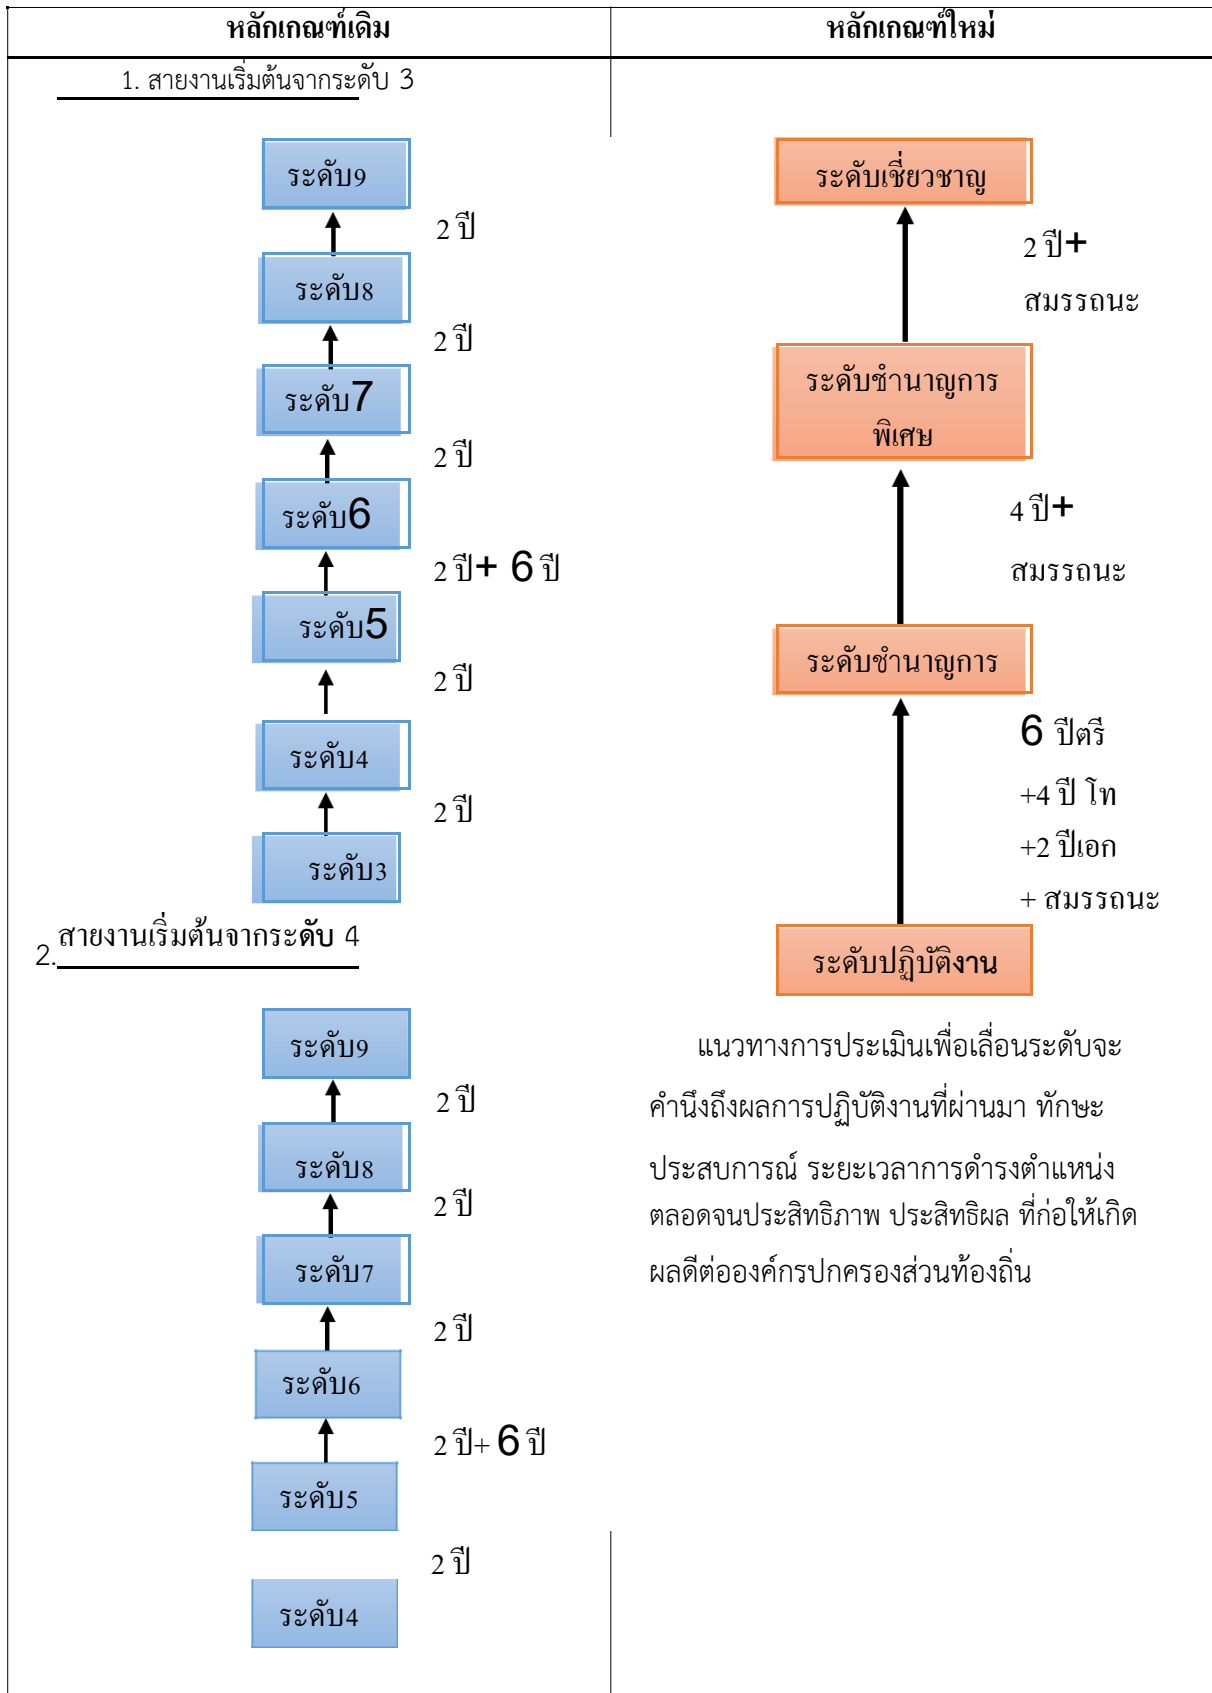 หลักเกณฑ์เดิม
1. สายงานเริ่มต้นจากระดับ 3
ระดับ9
2 ปี
ระดับ8
2 ปี
ระดับ7
2 ปี
ระดับ6
2 ปี+ 6 ปี
ระดับ5
2 ปี
ระดับ4
2 ปี
ระดับ3
2. สายงานเริ่มต้นจากระดับ 4
ระดับ9
2 ปี
ระดับ8
2 ปี
ระดับ7
2 ปี
ระดับ6
2 ปี+ 6 ปี
ระดับ5
2 ปี
ระดับ4
หลักเกณฑ์ใหม่
ระดับเชี่ยวชาญ
2 ปี+
สมรรถนะ
ระดับชำนาญการ
พิเศษ
4 ปี+
สมรรถนะ
ระดับชำนาญการ
6 ปีตรี
+4 ปี โท
+2 ปีเอก
+ สมรรถนะ
ระดับปฏิบัติงาน
แนวทางการประเมินเพื่อเลื่อนระดับจะ
คำนึงถึงผลการปฏิบัติงานที่ผ่านมา ทักษะ
ประสบการณ์ ระยะเวลาการดำรงตำแหน่ง
ตลอดจนประสิทธิภาพ ประสิทธิผล ที่ก่อให้เกิด
ผลดีต่อองค์กรปกครองส่วนท้องถิ่น